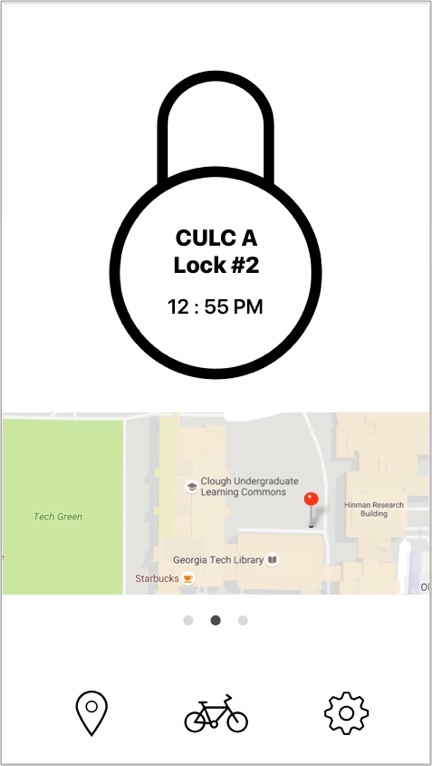 CULC A
Lock #2
12 : 55 PM
Clough Undergraduate
Learning Commons
Hinman Research
Building
Tech Green
Georgia Tech Library
Starbucks